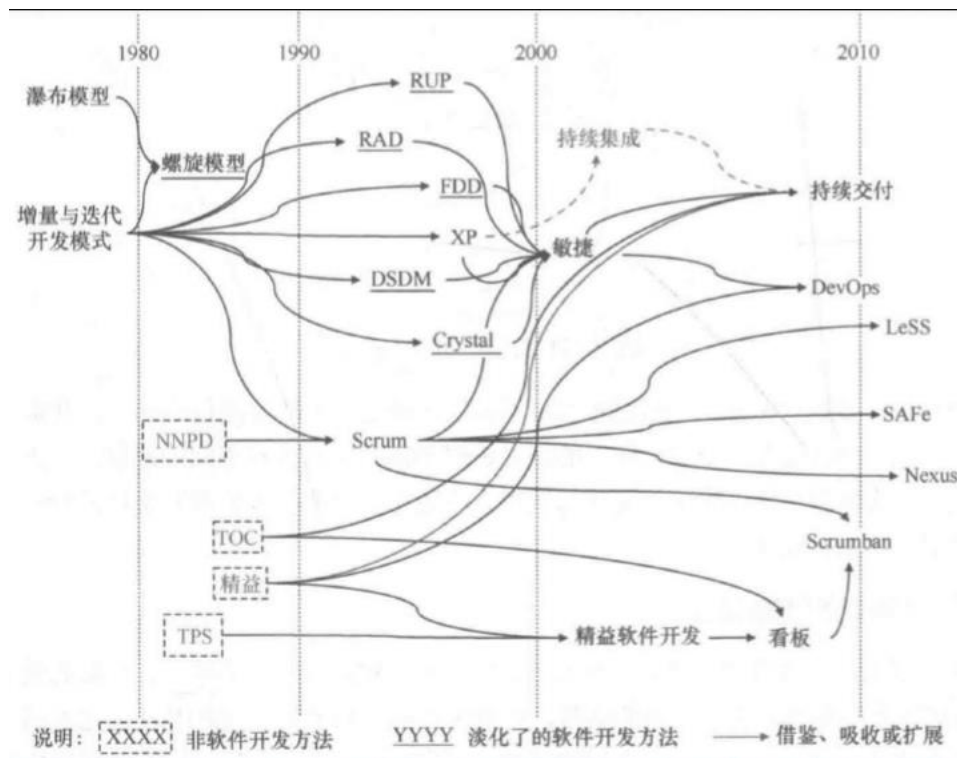 1980
1990
2000
2010
瀑布模型
RUP
RAD
持续集成
螺旋模型
FDD
持续交付
增量与迭代
开发模式
XP
敏捷
DSDM
DevOps
LeSS
Crystal
SAFe
NNPD
Scrum
Nexus
TOC
Scrumban
精益
TPS
精益软件开发
看板
说明：
XXXX
非软件开发方法
YYYY
淡化了的软件开发方法
借鉴、吸收或扩展